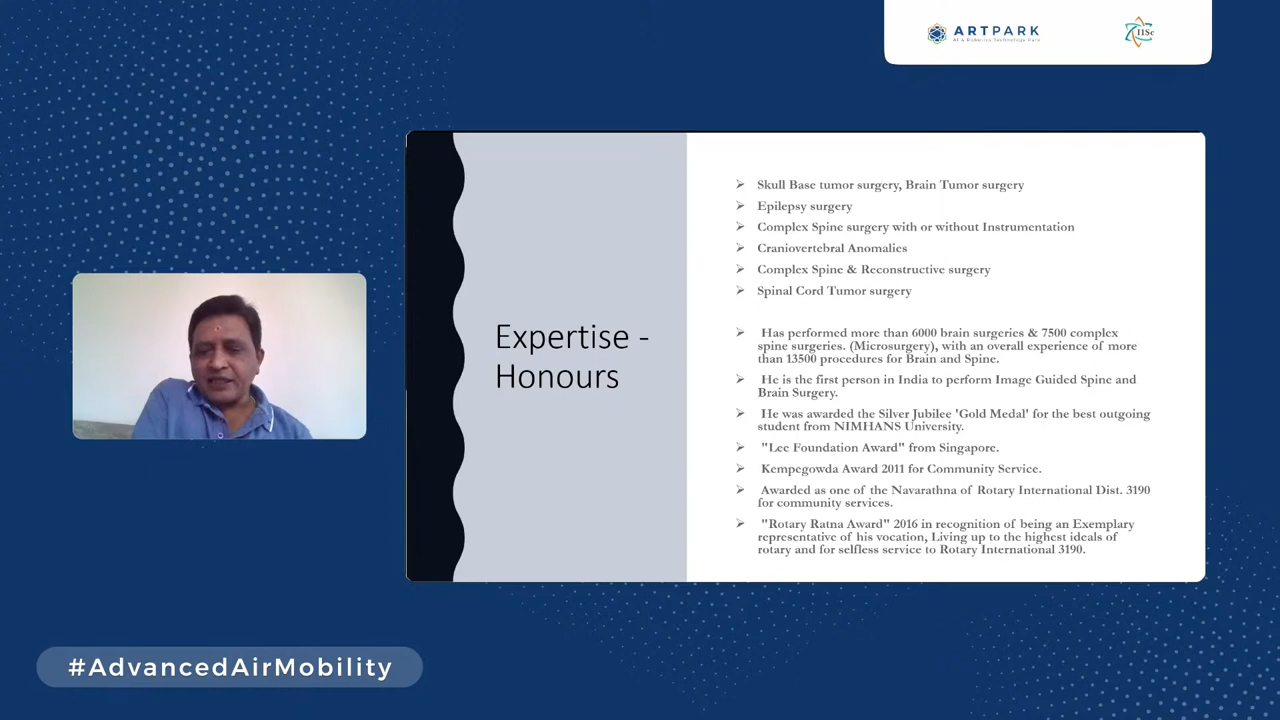 ARTPARK
AI & Robotics Technology Park
IISc
Skull Base tumor surgery, Brain Tumor surgery
Epilepsy surgery
Complex Spine surgery with or without Instrumentation
Craniovertebral Anomalies
Complex Spine & Reconstructive surgery
Spinal Cord Tumor surgery
Expertise -
Honours
Has performed more than 6000 brain surgeries & 7500 complex
spine surgeries. (Microsurgery), with an overall experience of more
than 13500 procedures for Brain and Spine.
He is the first person in India to perform Image Guided Spine and
Brain Surgery.
He was awarded the Silver Jubilee 'Gold Medal' for the best outgoing
student from NIMHANS University.
"Lee Foundation Award" from Singapore.
Kempegowda Award 2011 for Community Service.
Awarded as one of the Navarathna of Rotary International Dist. 3190
for community services.
"Rotary Ratna Award" 2016 in recognition of being an Exemplary
representative of his vocation, Living up to the highest ideals of
rotary and for selfless service to Rotary International 3190.
#AdvancedAirMobility